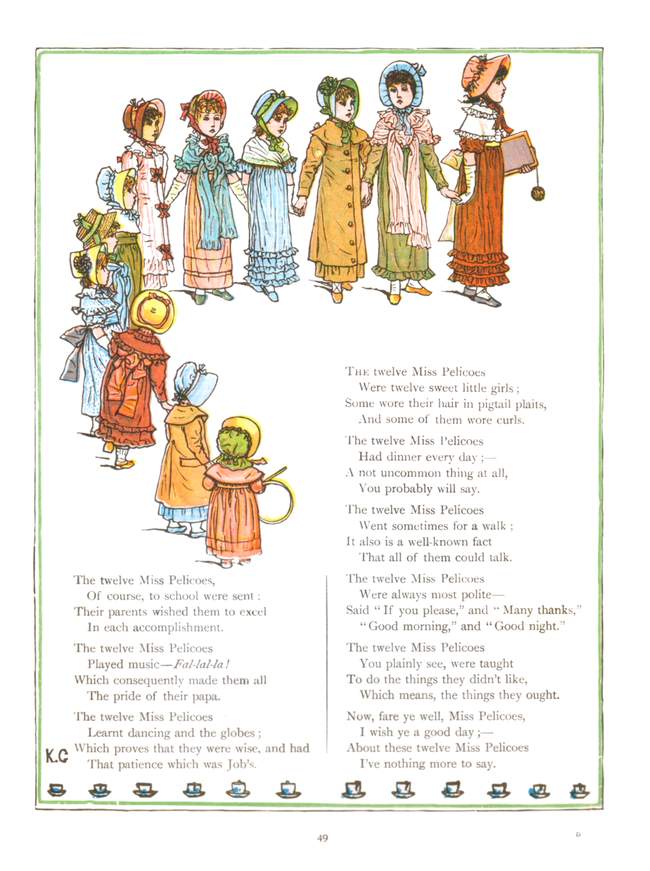 THE twelve Miss Pelicoes
Were twelve sweet little girls ;
Some wore their hair in pigtail plaits,
And some of them wore curls.
The twelve Miss Pelicoes
Had dinner every day ;—
A not uncommon thing at all,
You probably will say.
The twelve Miss Pelicoes
Went sometimes for a walk ;
It also is a well-known fact
That all of them could talk.
The twelve Miss Pelicoes
Were always most polite—
Said “ If you please,” and “ Many thanks,”
“ Good morning,” and “ Good night.”
The twelve Miss Pelicoes
You plainly see, were taught
To do the things they didn't like,
Which means, the things they ought.
Now, fare ye well, Miss Pelicoes,
I wish ye a good day ;—
About these twelve Miss Pelicoes
I've nothing more to say.
The twelve Miss Pelicoes,
Of course, to school were sent :
Their parents wished them to excel
In each accomplishment.
The twelve Miss Pelicoes
Played music—Fal-lal-la !
Which consequently made them all
The pride of their papa.
The twelve Miss Pelicoes
Learnt dancing and the globes ;
Which proves that they were wise, and had
That patience which was Job's.
K.G
49